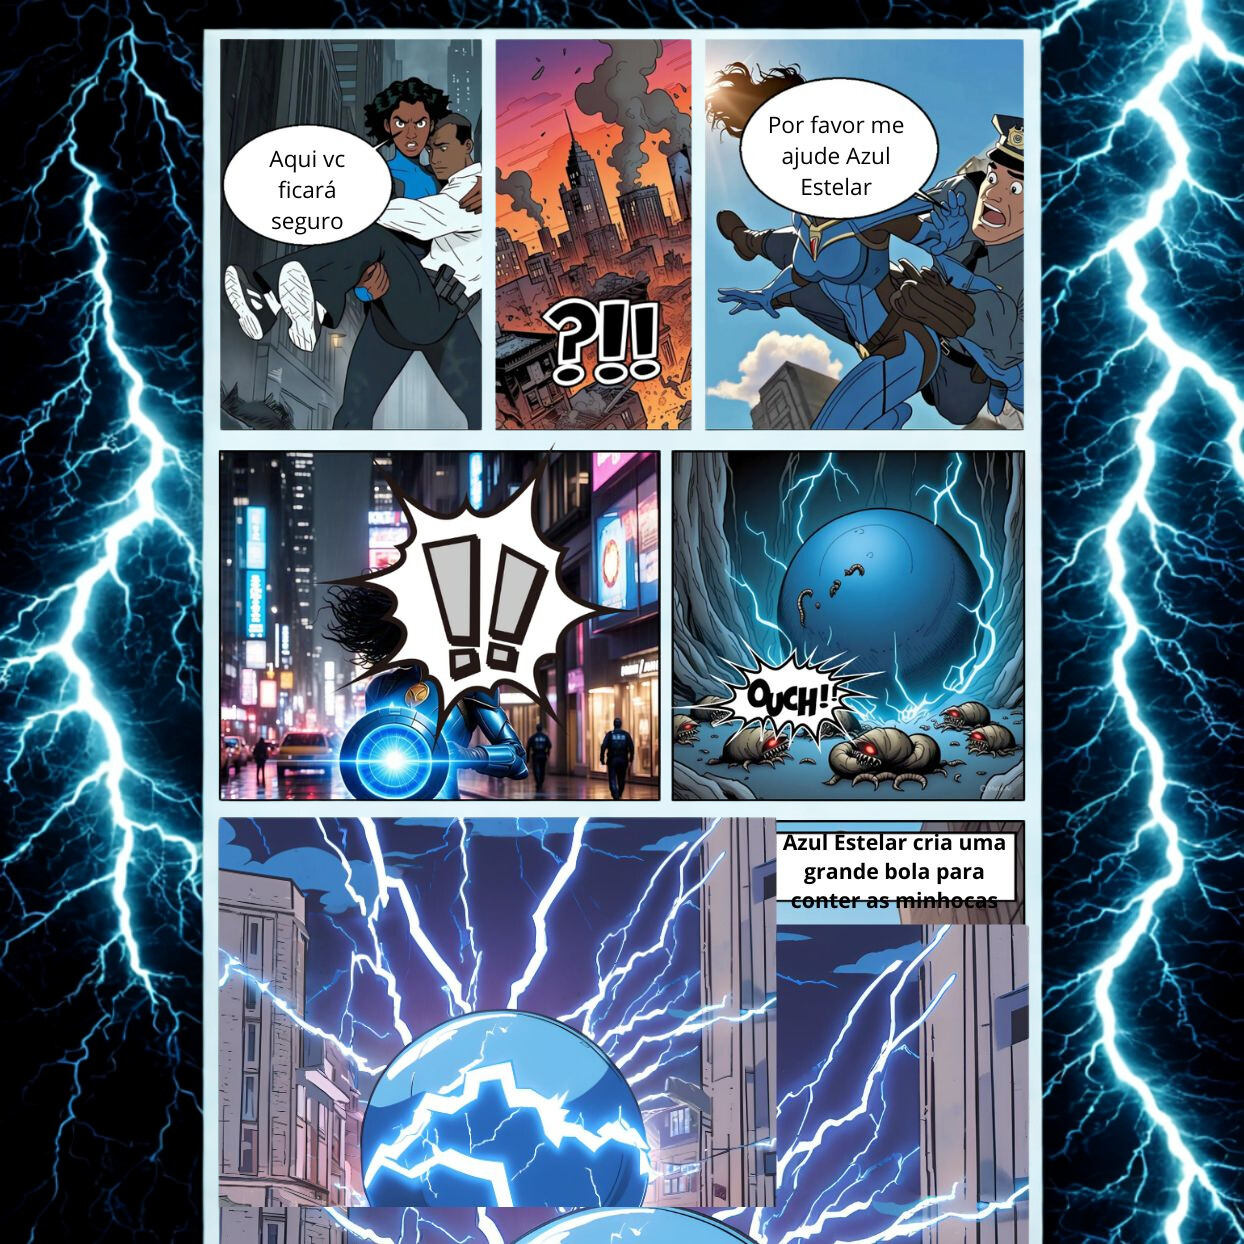 Aqui vc
ficará
seguro
?!!
Por favor me
ajude Azul
Estelar
!!
OUCH!!
Azul Estelar cria uma
grande bola para
conter as minhocas